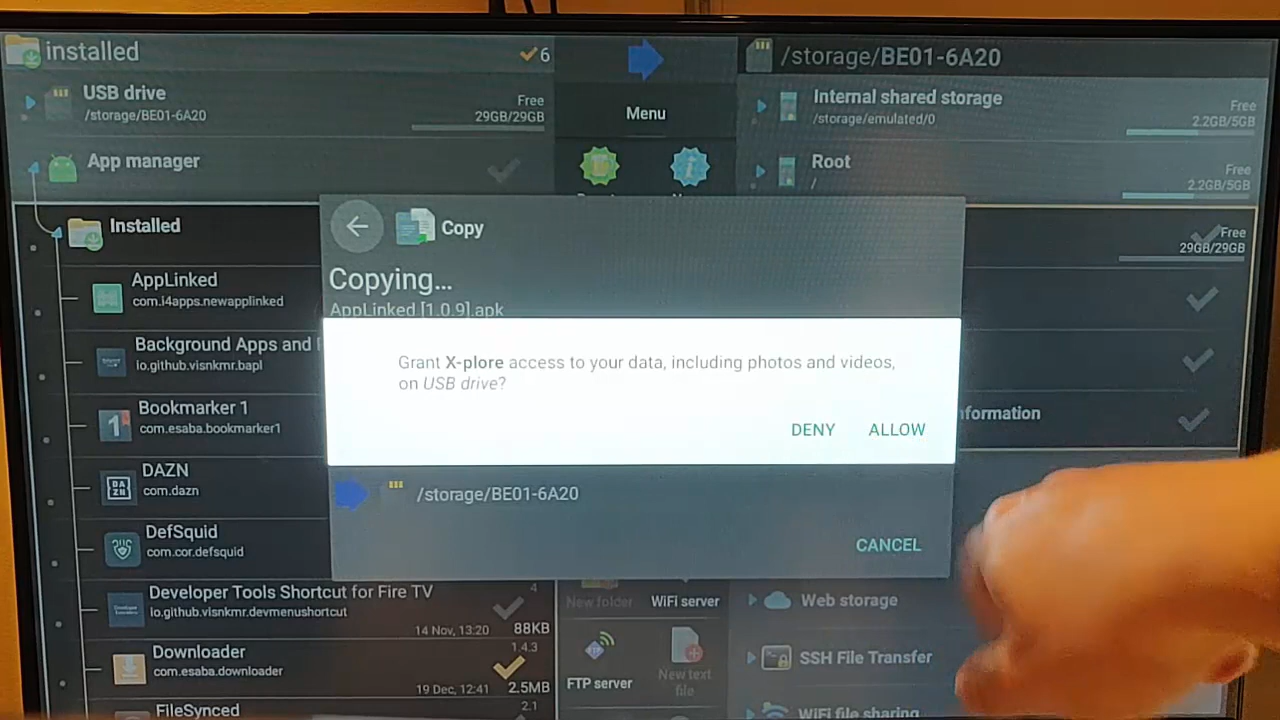 installed
6
USB drive
/storage/BE01-6A20
Free
29GB/29GB
App manager
Installed
AppLinked
com.i4apps.newapplinked
Background Apps and
io.github.visnkmr.bapl
Bookmarker 1
com.esaba.bookmarker1
DAZN
com.dazn
DefSquid
com.cor.defsquid
Developer Tools Shortcut for Fire TV
4
io.github.visnkmr.devmenushortcut
14 Nov, 13:20
88KB
Downloader
1.4.3
com.esaba.downloader
19 Dec, 12:41
2.5MB
FileSynced
2.1
Menu
Copy
Copying...
AppLinked [1.0.9].apk
Grant X-plore access to your data, including photos and videos,
on USB drive?
DENY
ALLOW
/storage/BE01-6A20
CANCEL
New folder
WiFi server
FTP server
New text
file
/storage/BE01-6A20
Internal shared storage
/storage/emulated/0
Free
2.2GB/5GB
Root
/
Free
2.2GB/5GB
Free
29GB/29GB
nformation
Web storage
SSH File Transfer
WiFi file sharing